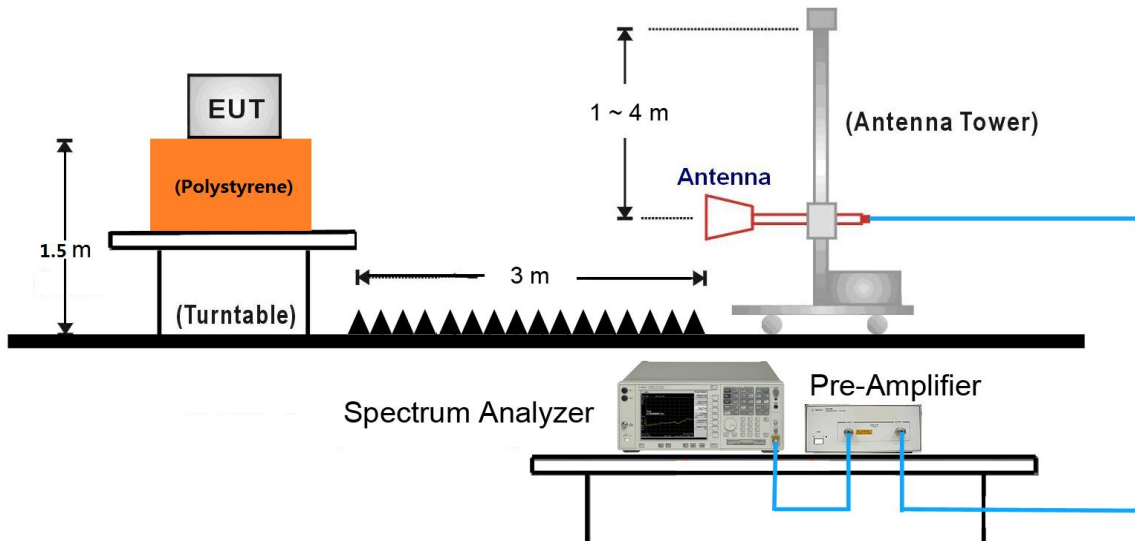 EUT
(Polystyrene)
1.5 m
(Turntable)
3 m
1 ~ 4 m
Antenna
(Antenna Tower)
Spectrum Analyzer
Pre-Amplifier